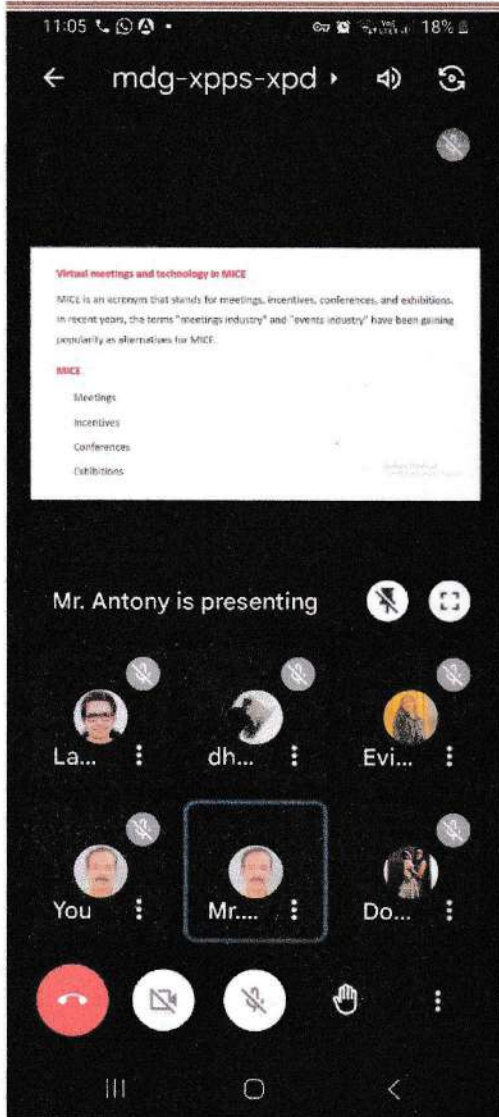 11:05
18%
mdg-xpps-xpd
Virtual meetings and technology in MICE
MICE is an acronym that stands for meetings, incentives, conferences, and exhibitions.
In recent years, the terms "meetings industry" and "events industry" have been gaining
popularity as alternatives for MICE.
MICE
Meetings
Incentives
Conferences
Exhibitions
Mr. Antony is presenting
La...
dh...
Evi...
You
Mr....
Do...